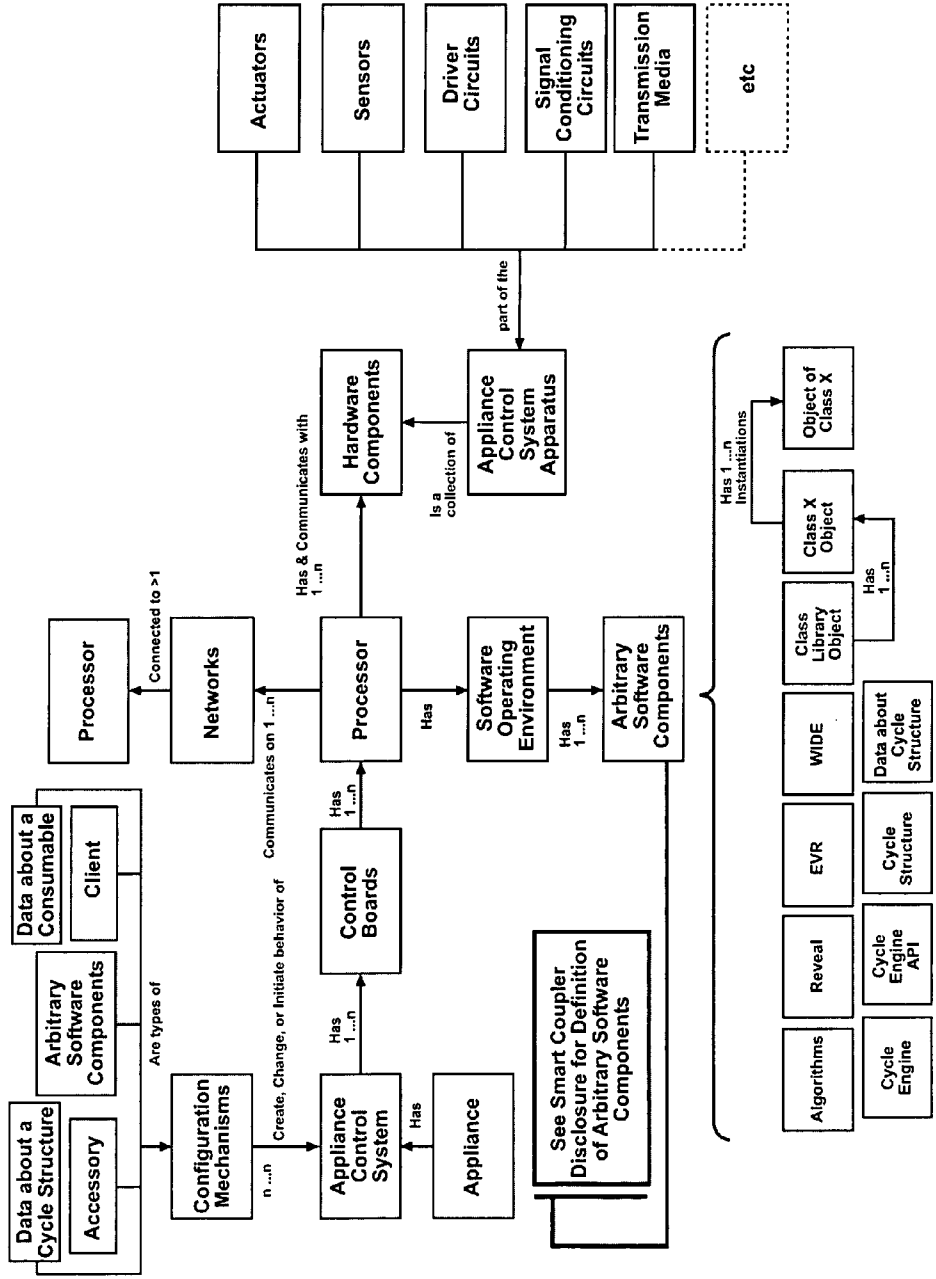 Data about a
Cycle Structure
Accessory
Arbitrary
Software
Components
Data about a
Consumable
Client
Are types of
Configuration
Mechanisms
n ...n
Create, Change, or Initiate behavior of
Communicates on 1 ...n
Networks
Connected to >1
Processor
Appliance
Control
System
Has
1 ...n
Control
Boards
Has
1 ...n
Processor
Has & Communicates with
1 ...n
Hardware
Components
Has
Appliance
Has
Software
Operating
Environment
Is a
collection of
Appliance
Control
System
Apparatus
part of the
Actuators
Sensors
Driver
Circuits
Signal
Conditioning
Circuits
Transmission
Media
etc
Has
1 ...n
Arbitrary
Software
Components
See Smart Coupler
Disclosure for Definition
of Arbitrary Software
Components
Algorithms
Reveal
EVR
WIDE
Class
Library
Object
Class X
Object
Has 1 ...n
Instantiations
Object of
Class X
Has
1 ...n
Cycle
Engine
Cycle
Engine
API
Cycle
Structure
Data about
Cycle
Structure